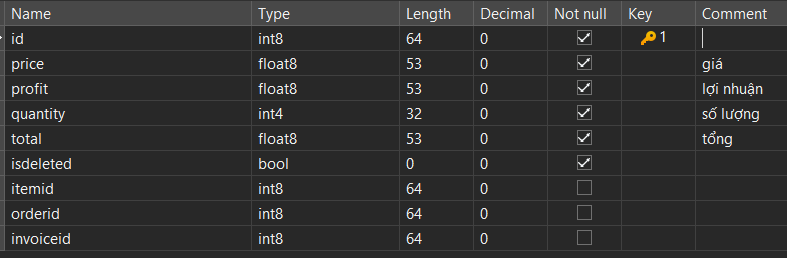 Name Type Length Decimal Not null Key Comment
id int8 64 0 1
price float8 53 0 giá
profit float8 53 0 lợi nhuận
quantity int4 32 0 số lượng
total float8 53 0 tổng
isdeleted bool 0 0
itemid int8 64 0
orderid int8 64 0
invoiceid int8 64 0